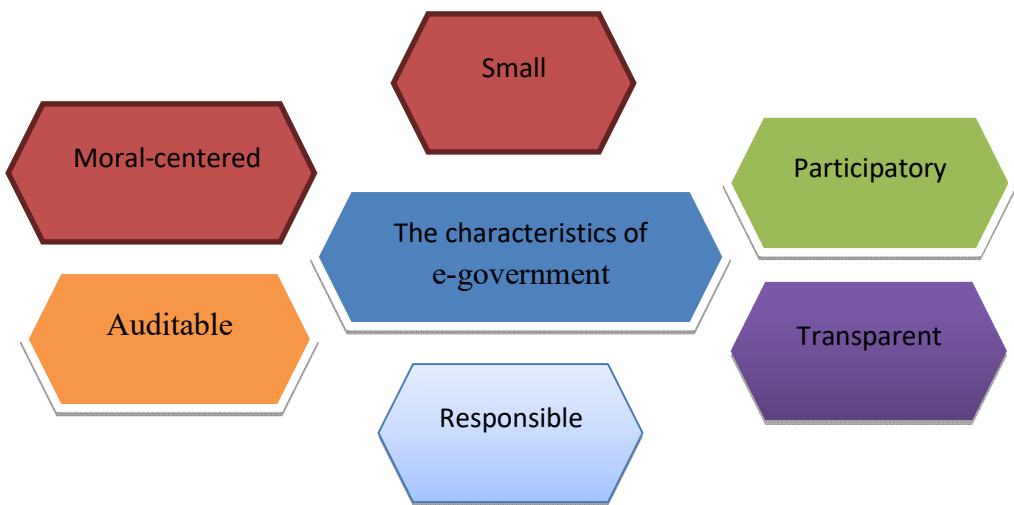 Small
Moral-centered
Participatory
The characteristics of
e-government
Auditable
Transparent
Responsible